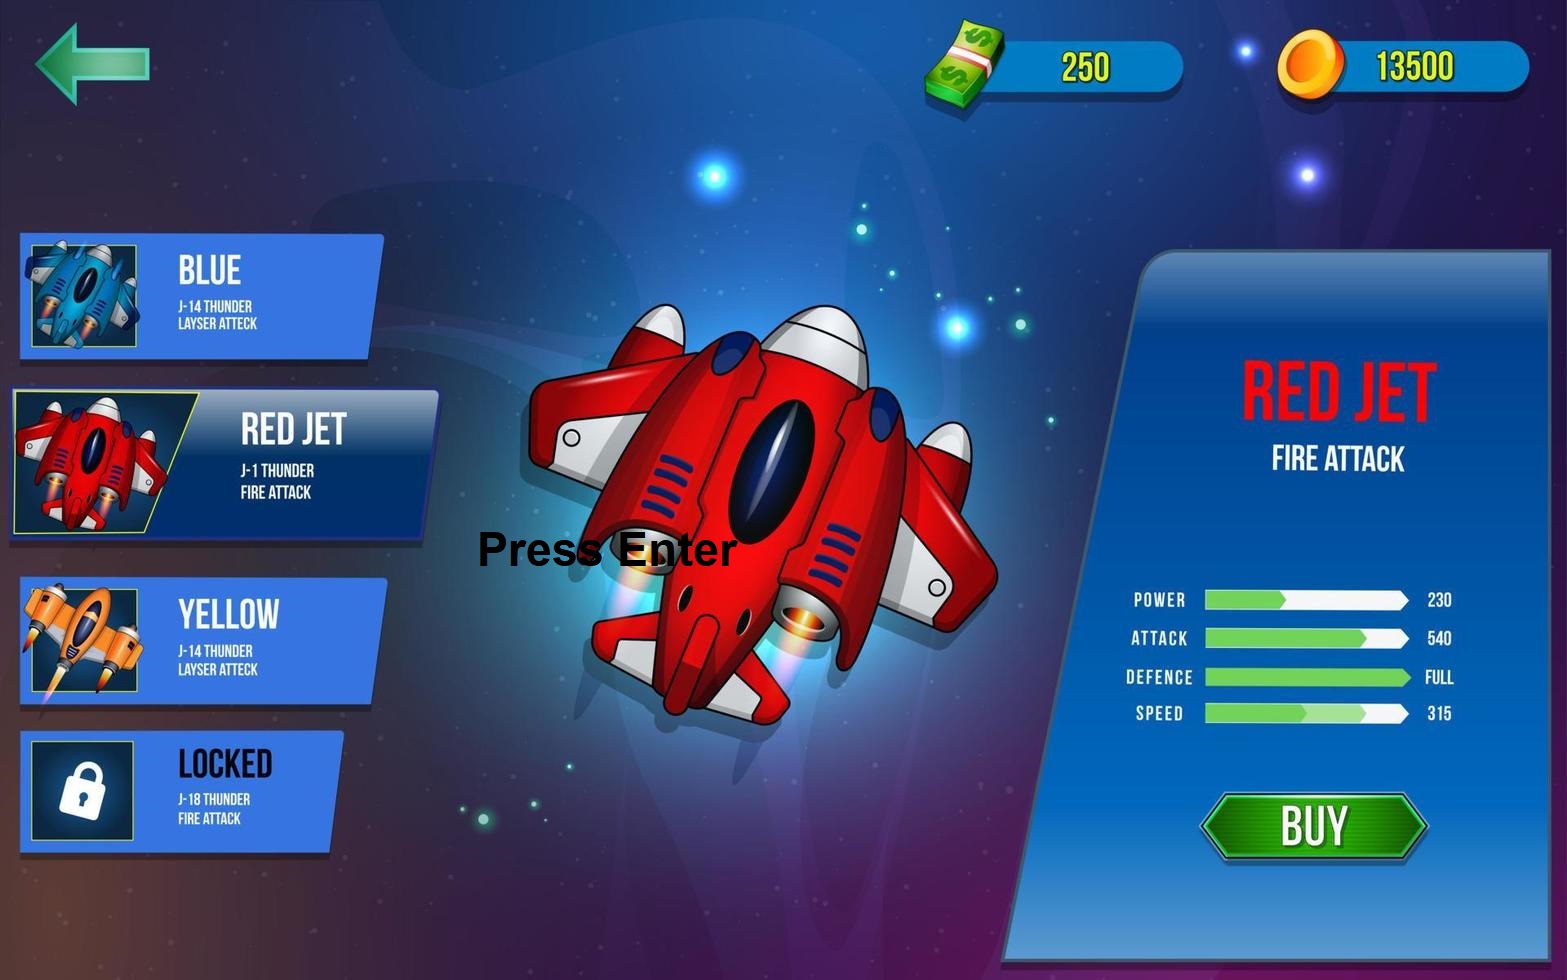 250
13500
BLUE
J-14 THUNDER
LAYSER ATTECK
RED JET
J-1 THUNDER
FIRE ATTACK
YELLOW
J-14 THUNDER
LAYSER ATTECK
LOCKED
J-18 THUNDER
FIRE ATTACK
Press Enter
RED JET
FIRE ATTACK
POWER 230
ATTACK 540
DEFENCE FULL
SPEED 315
BUY